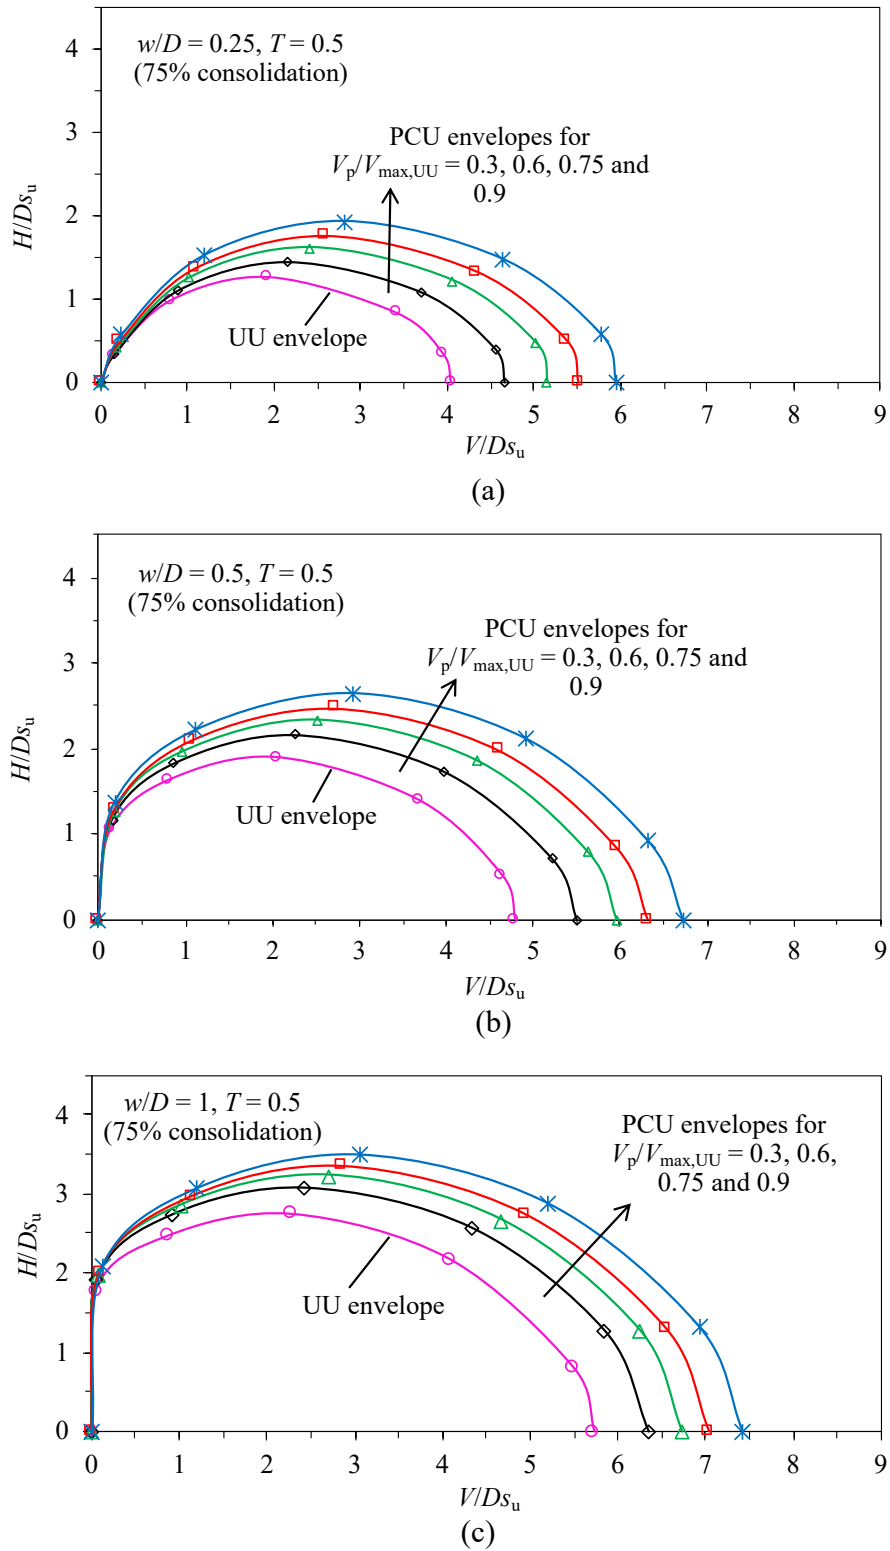 w/D = 0.25, T = 0.5
(75% consolidation)
PCU envelopes for
Vp/Vmax,UU = 0.3, 0.6, 0.75 and
0.9
UU envelope
H/Dsu
4
3
2
1
0
0 1 2 3 4 5 6 7 8 9
V/Dsu
(a)
w/D = 0.5, T = 0.5
(75% consolidation)
PCU envelopes for
Vp/Vmax,UU = 0.3, 0.6, 0.75 and
0.9
UU envelope
H/Dsu
4
3
2
1
0
0 1 2 3 4 5 6 7 8 9
V/Dsu
(b)
w/D = 1, T = 0.5
(75% consolidation)
PCU envelopes for
Vp/Vmax,UU = 0.3, 0.6,
0.75 and 0.9
UU envelope
H/Dsu
4
3
2
1
0
0 1 2 3 4 5 6 7 8 9
V/Dsu
(c)